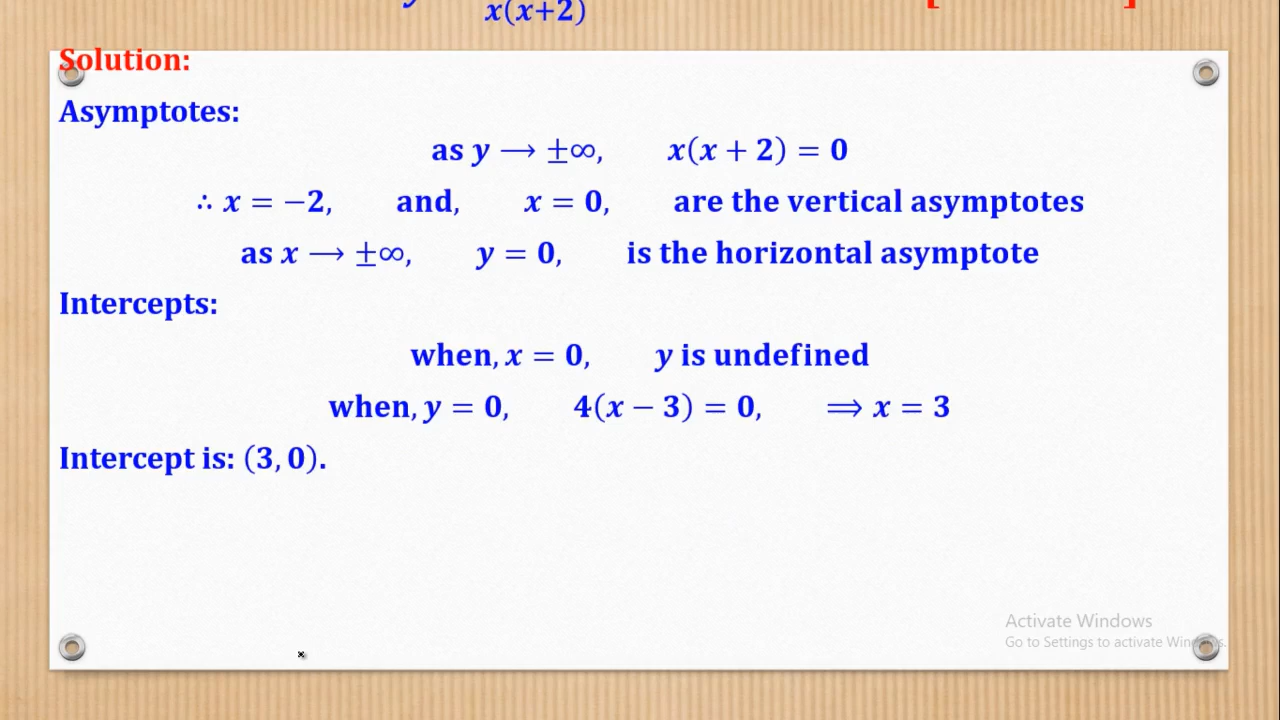 x(x+2)
Solution:
Asymptotes:
as y ⟶ ±∞, x(x + 2) = 0
∴ x = −2, and, x = 0, are the vertical asymptotes
as x ⟶ ±∞, y = 0, is the horizontal asymptote
Intercepts:
when, x = 0, y is undefined
when, y = 0, 4(x − 3) = 0, ⟹ x = 3
Intercept is: (3, 0).
Activate Windows
Go to Settings to activate Windows.